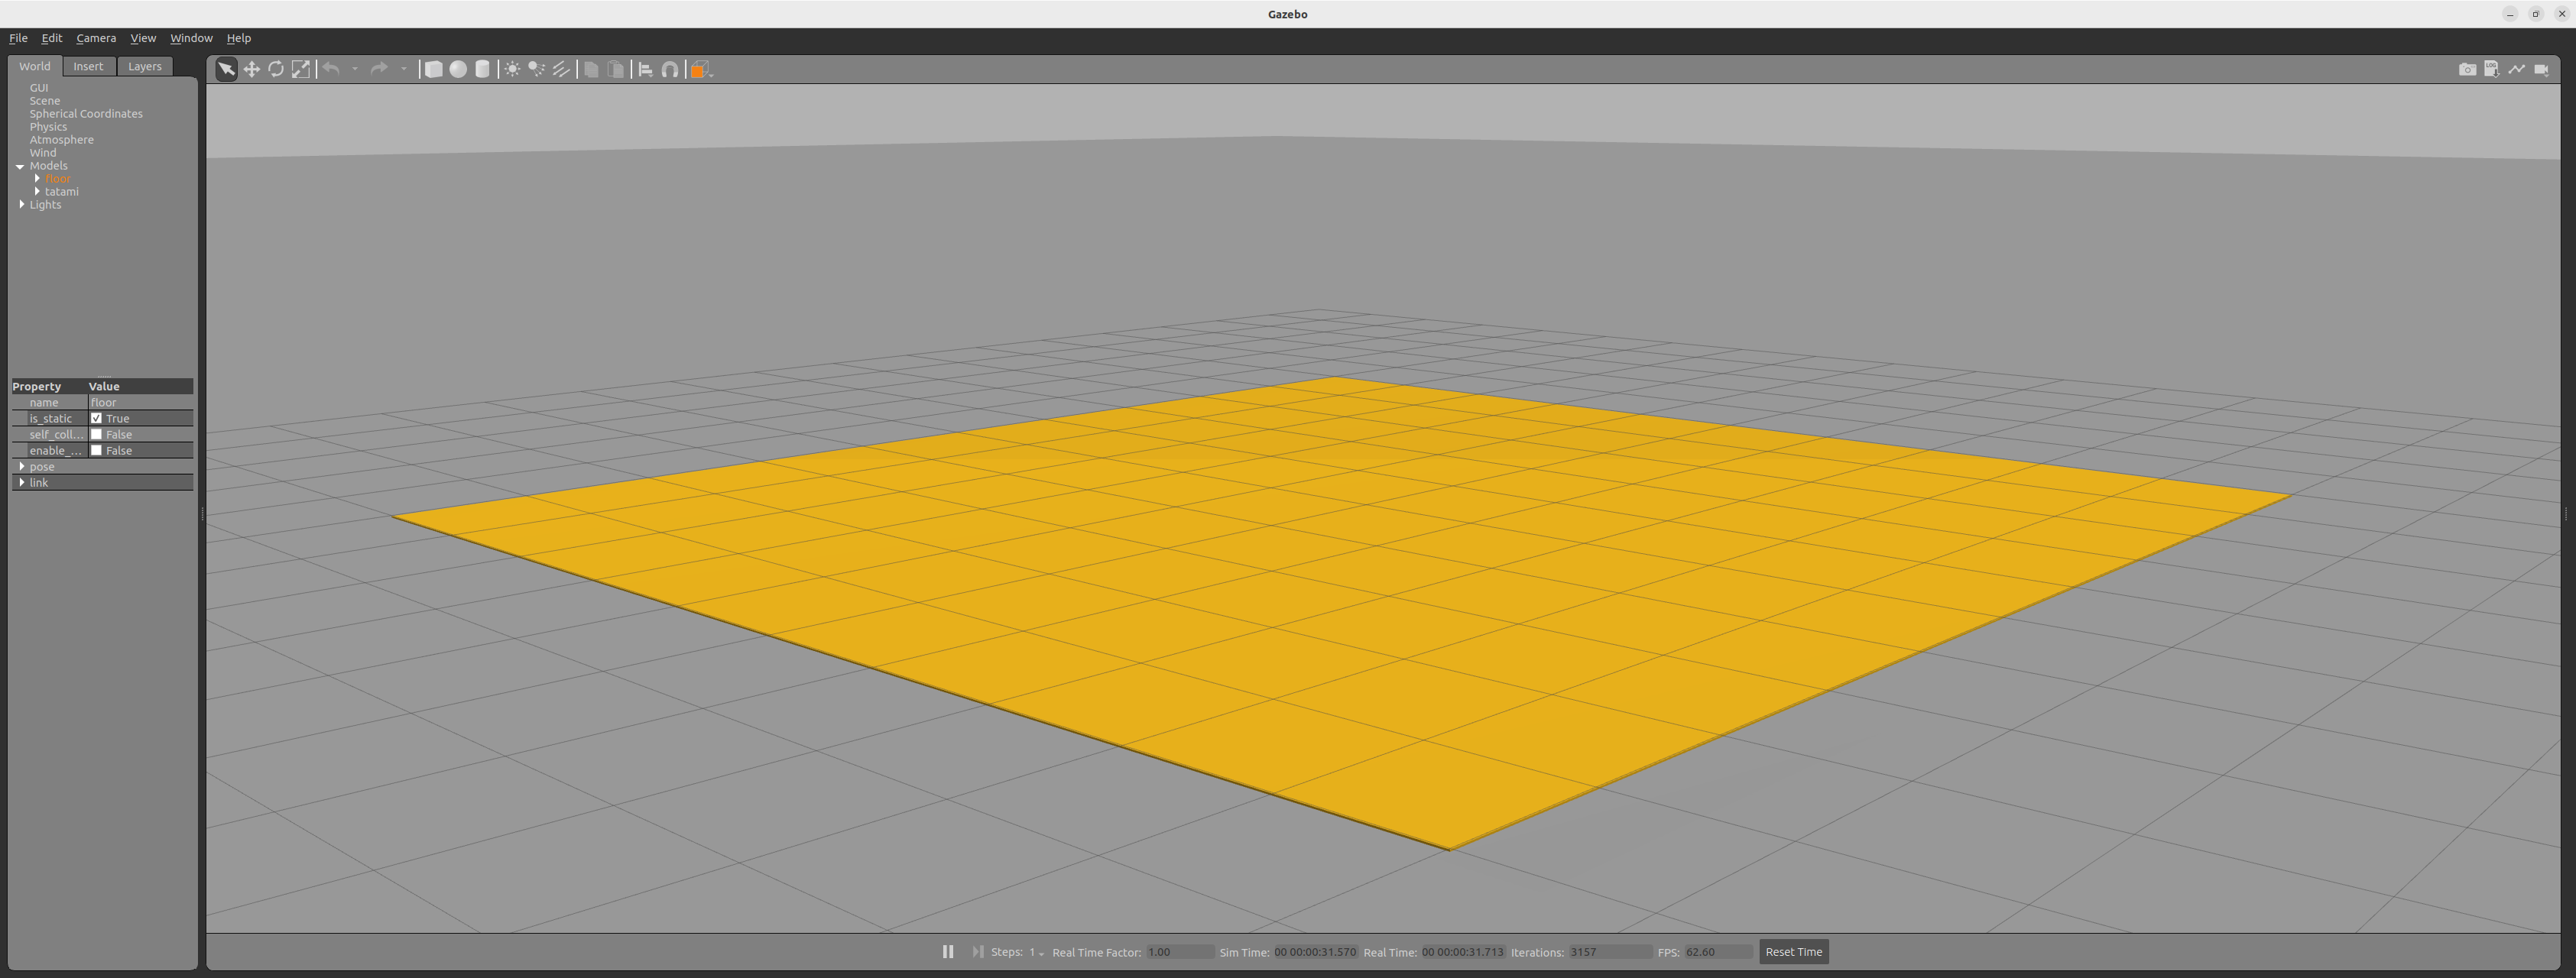 Gazebo
File Edit Camera View Window Help
World Insert Layers
GUI
Scene
Spherical Coordinates
Physics
Atmosphere
Wind
Models
floor
tatami
Lights
Property Value
name floor
is_static True
self_coll... False
enable_... False
pose
link
LOG
Steps: 1 Real Time Factor: 1.00 Sim Time: 00 00:00:31.570 Real Time: 00 00:00:31.713 Iterations: 3157 FPS: 62.60 Reset Time